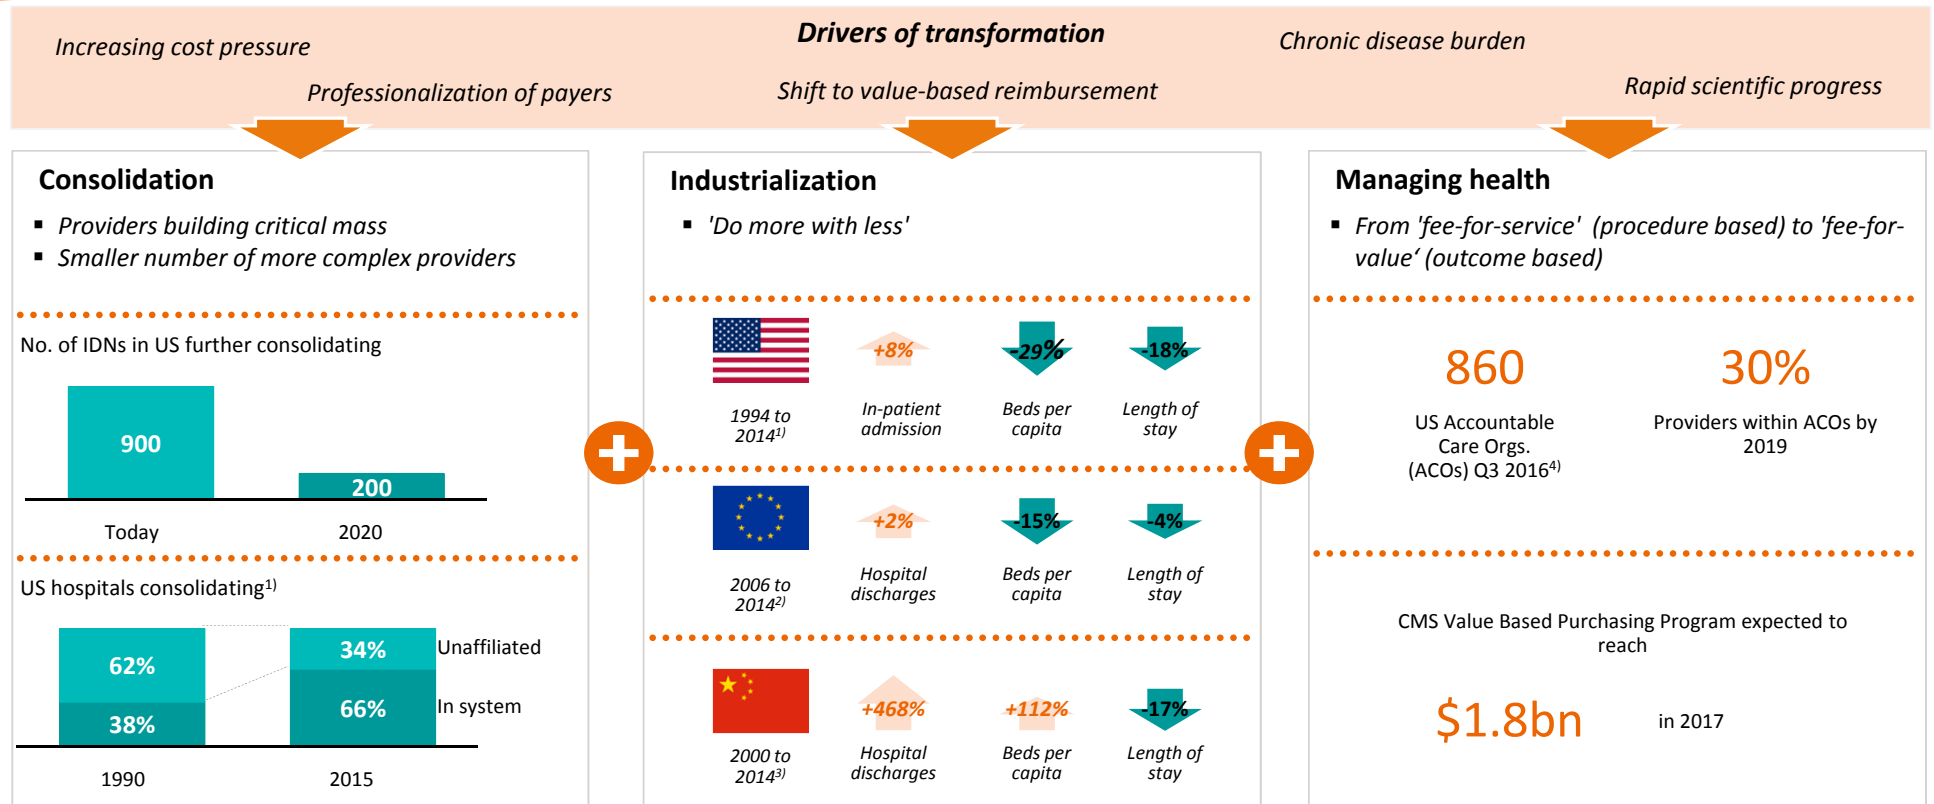 Drivers of transformation
Increasing cost pressure
Chronic disease burden
Professionalization of payers
Shift to value-based reimbursement
Rapid scientific progress
Consolidation
▪ Providers building critical mass
▪ Smaller number of more complex providers
No. of IDNs in US further consolidating
900
200
Today
2020
US hospitals consolidating1)
62%
34%
Unaffiliated
38%
66%
In system
1990
2015
Industrialization
▪ 'Do more with less'
+8%
-29%
-18%
1994 to
20141)
In-patient
admission
Beds per
capita
Length of
stay
+2%
-15%
-4%
2006 to
20142)
Hospital
discharges
Beds per
capita
Length of
stay
+468%
+112%
-17%
2000 to
20143)
Hospital
discharges
Beds per
capita
Length of
stay
Managing health
▪ From 'fee-for-service' (procedure based) to 'fee-for-
value‘ (outcome based)
860
US Accountable
Care Orgs.
(ACOs) Q3 20164)
30%
Providers within ACOs by
2019
CMS Value Based Purchasing Program expected to
reach
$1.8bn
in 2017